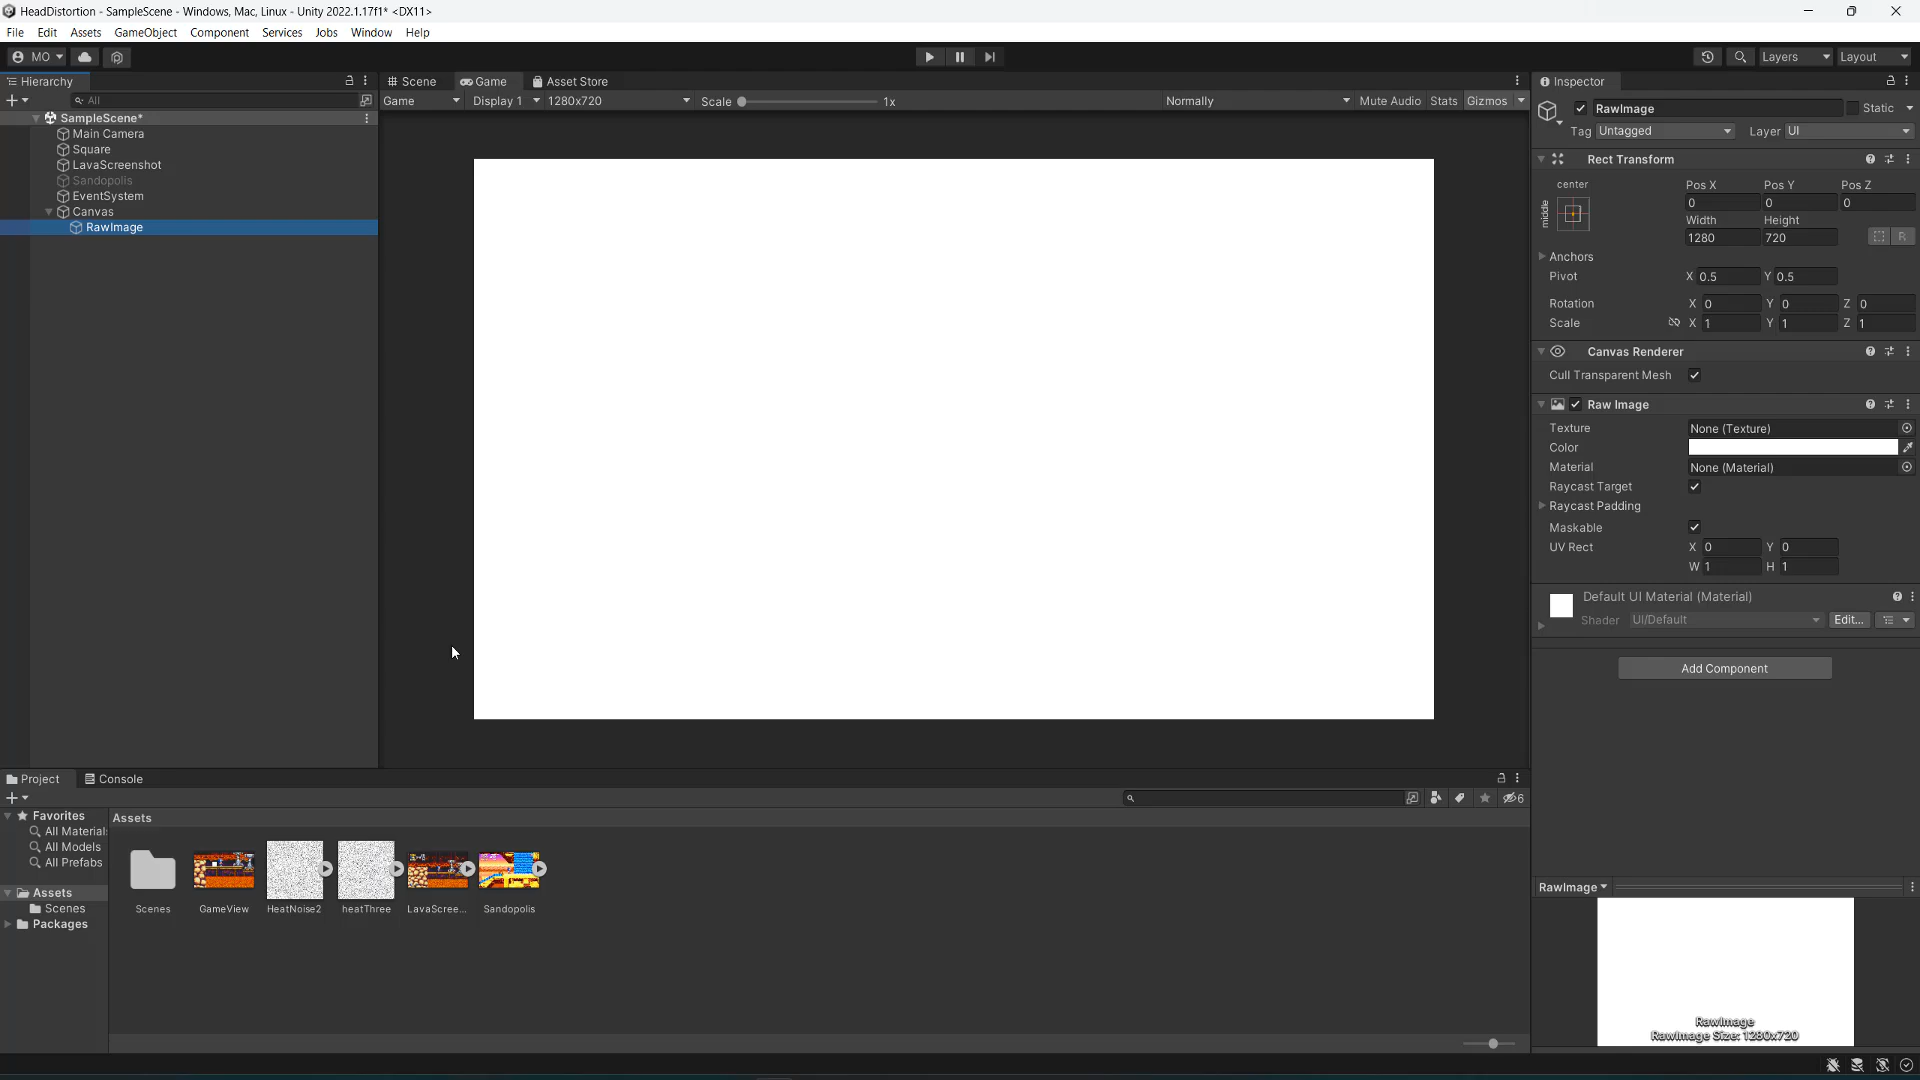 HeadDistortion - SampleScene - Windows, Mac, Linux - Unity 2022.1.17f1* <DX11>
File Edit Assets GameObject Component Services Jobs Window Help
MO Layers Layout
Hierarchy
All
SampleScene*
Main Camera
Square
LavaScreenshot
Sandopolis
EventSystem
Canvas
RawImage
Scene Game Asset Store
Game Display 1 1280x720 Scale 1x Normally Mute Audio Stats Gizmos
Inspector
RawImage Static
Tag Untagged Layer UI
Rect Transform
center
middle
Pos X Pos Y Pos Z
0 0 0
Width Height
1280 720 R
Anchors
Pivot X 0.5 Y 0.5
Rotation X 0 Y 0 Z 0
Scale X 1 Y 1 Z 1
Canvas Renderer
Cull Transparent Mesh
Raw Image
Texture None (Texture)
Color
Material None (Material)
Raycast Target
Raycast Padding
Maskable
UV Rect X 0 Y 0
W 1 H 1
Default UI Material (Material)
Shader UI/Default Edit...
Add Component
Project Console
6
Favorites
All Material
All Models
All Prefabs
Assets
Scenes
Packages
Assets
Scenes GameView HeatNoise2 heatThree LavaScree... Sandopolis
RawImage
RawImage
RawImage Size: 1280x720